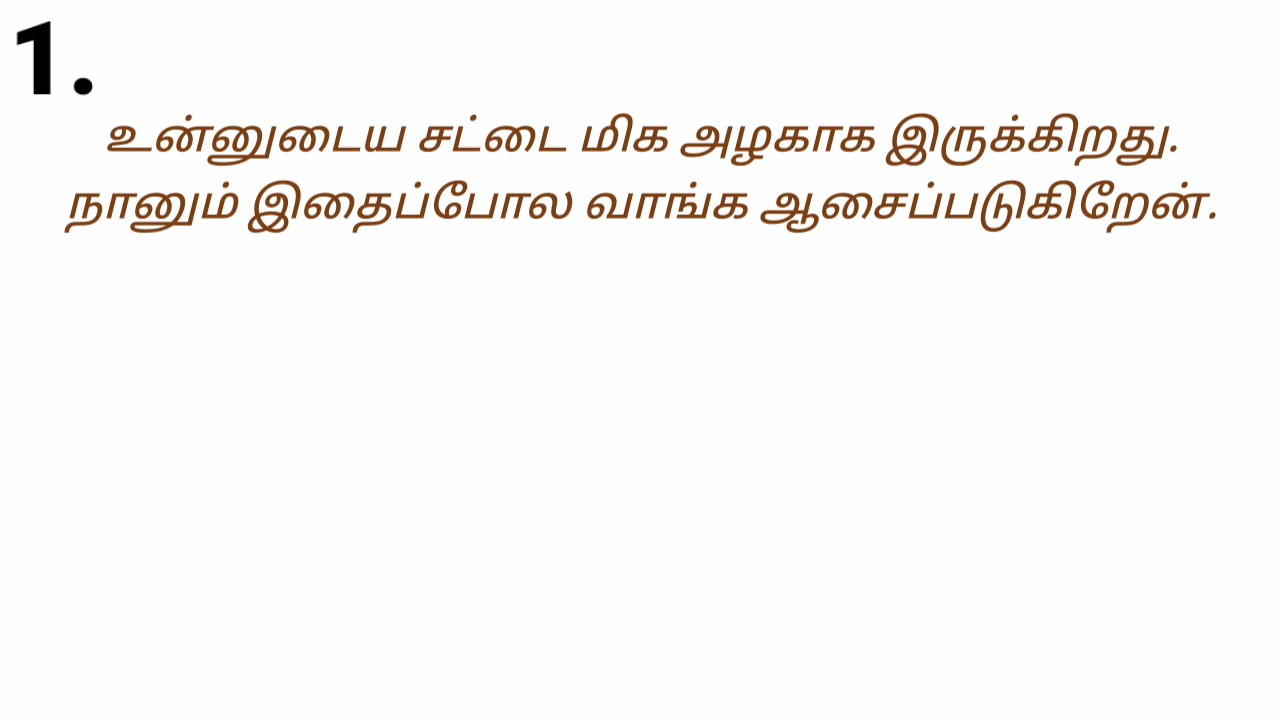 1.
உன்னுடைய சட்டை மிக அழகாக இருக்கிறது.
நானும் இதைப்போல வாங்க ஆசைப்படுகிறேன்.